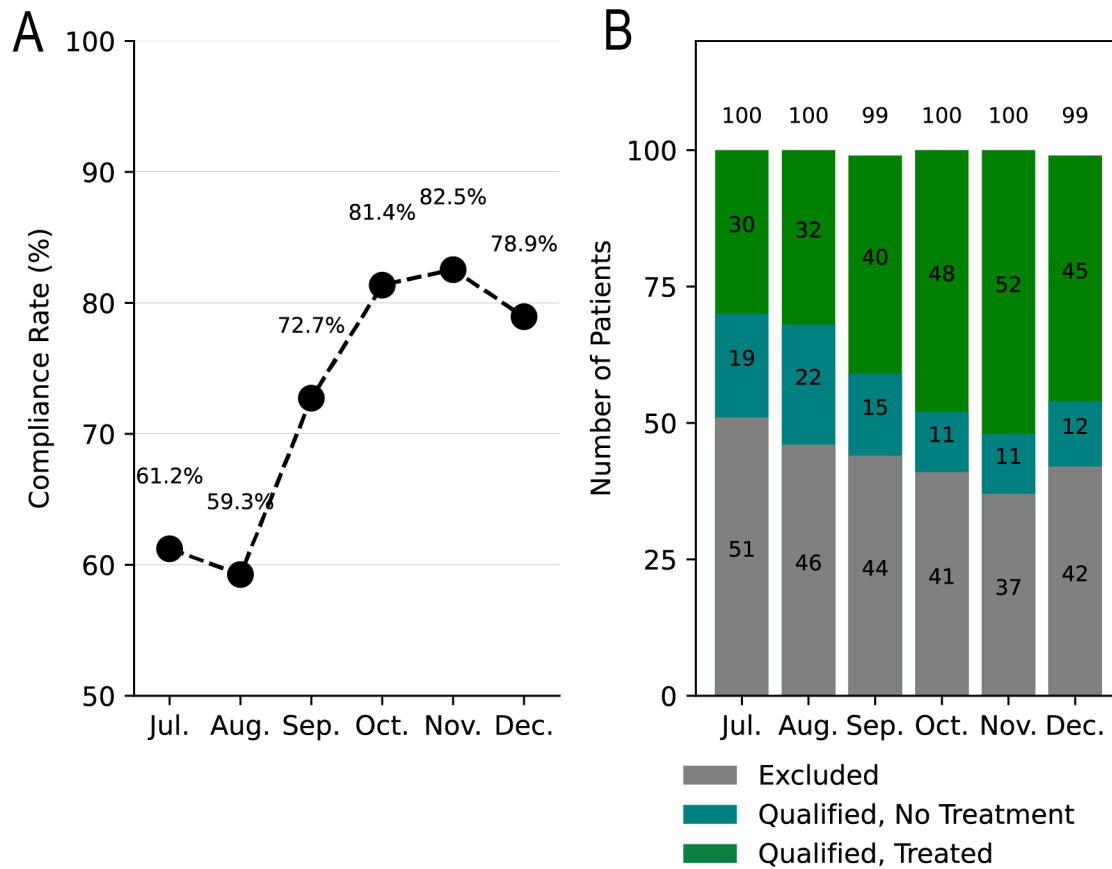 A
100
90
80
70
60
50
Compliance Rate (%)
61.2%
59.3%
72.7%
81.4%
82.5%
78.9%
Jul. Aug. Sep. Oct. Nov. Dec.
B
100
75
50
25
0
Number of Patients
100 100 99 100 100 99
30 32 40 48 52 45
19 22 15 11 11 12
51 46 44 41 37 42
Jul. Aug. Sep. Oct. Nov. Dec.
Excluded
Qualified, No Treatment
Qualified, Treated